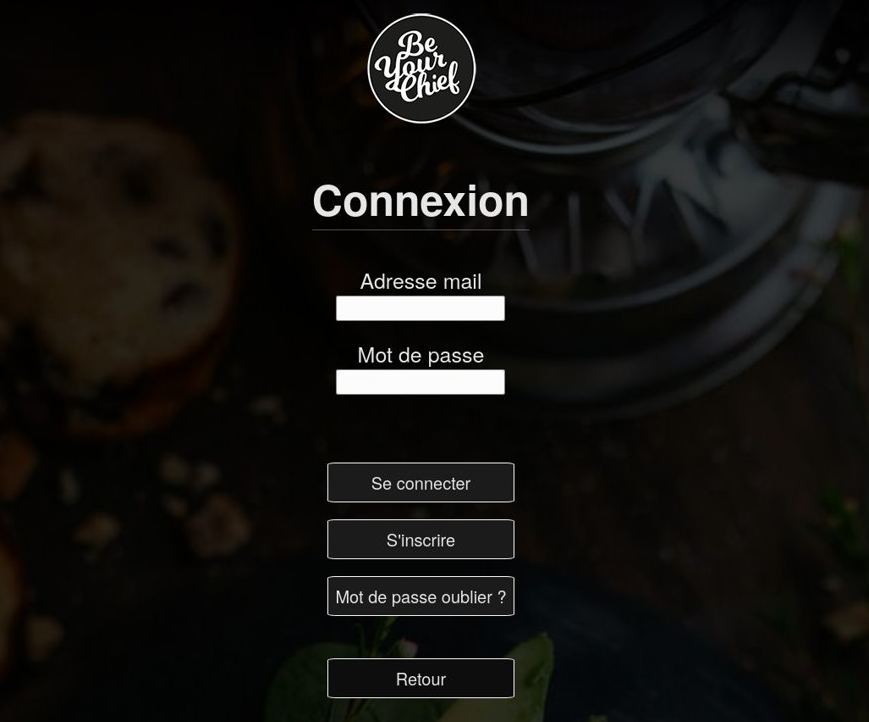 Be
Your
Chief
Connexion
Adresse mail
Mot de passe
Se connecter
S'inscrire
Mot de passe oublier ?
Retour